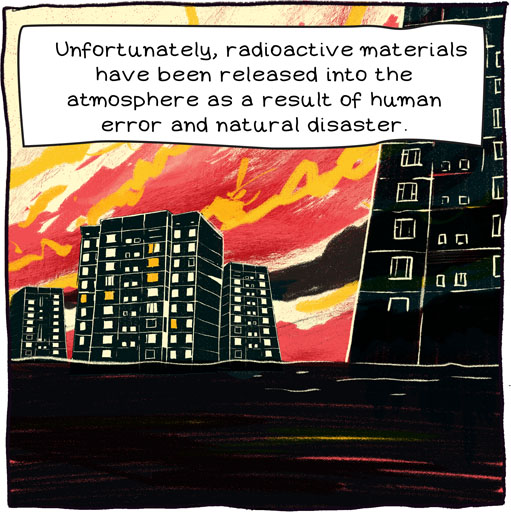 Unfortunately, radioactive materials
have been released into the
atmosphere as a result of human
error and natural disaster.